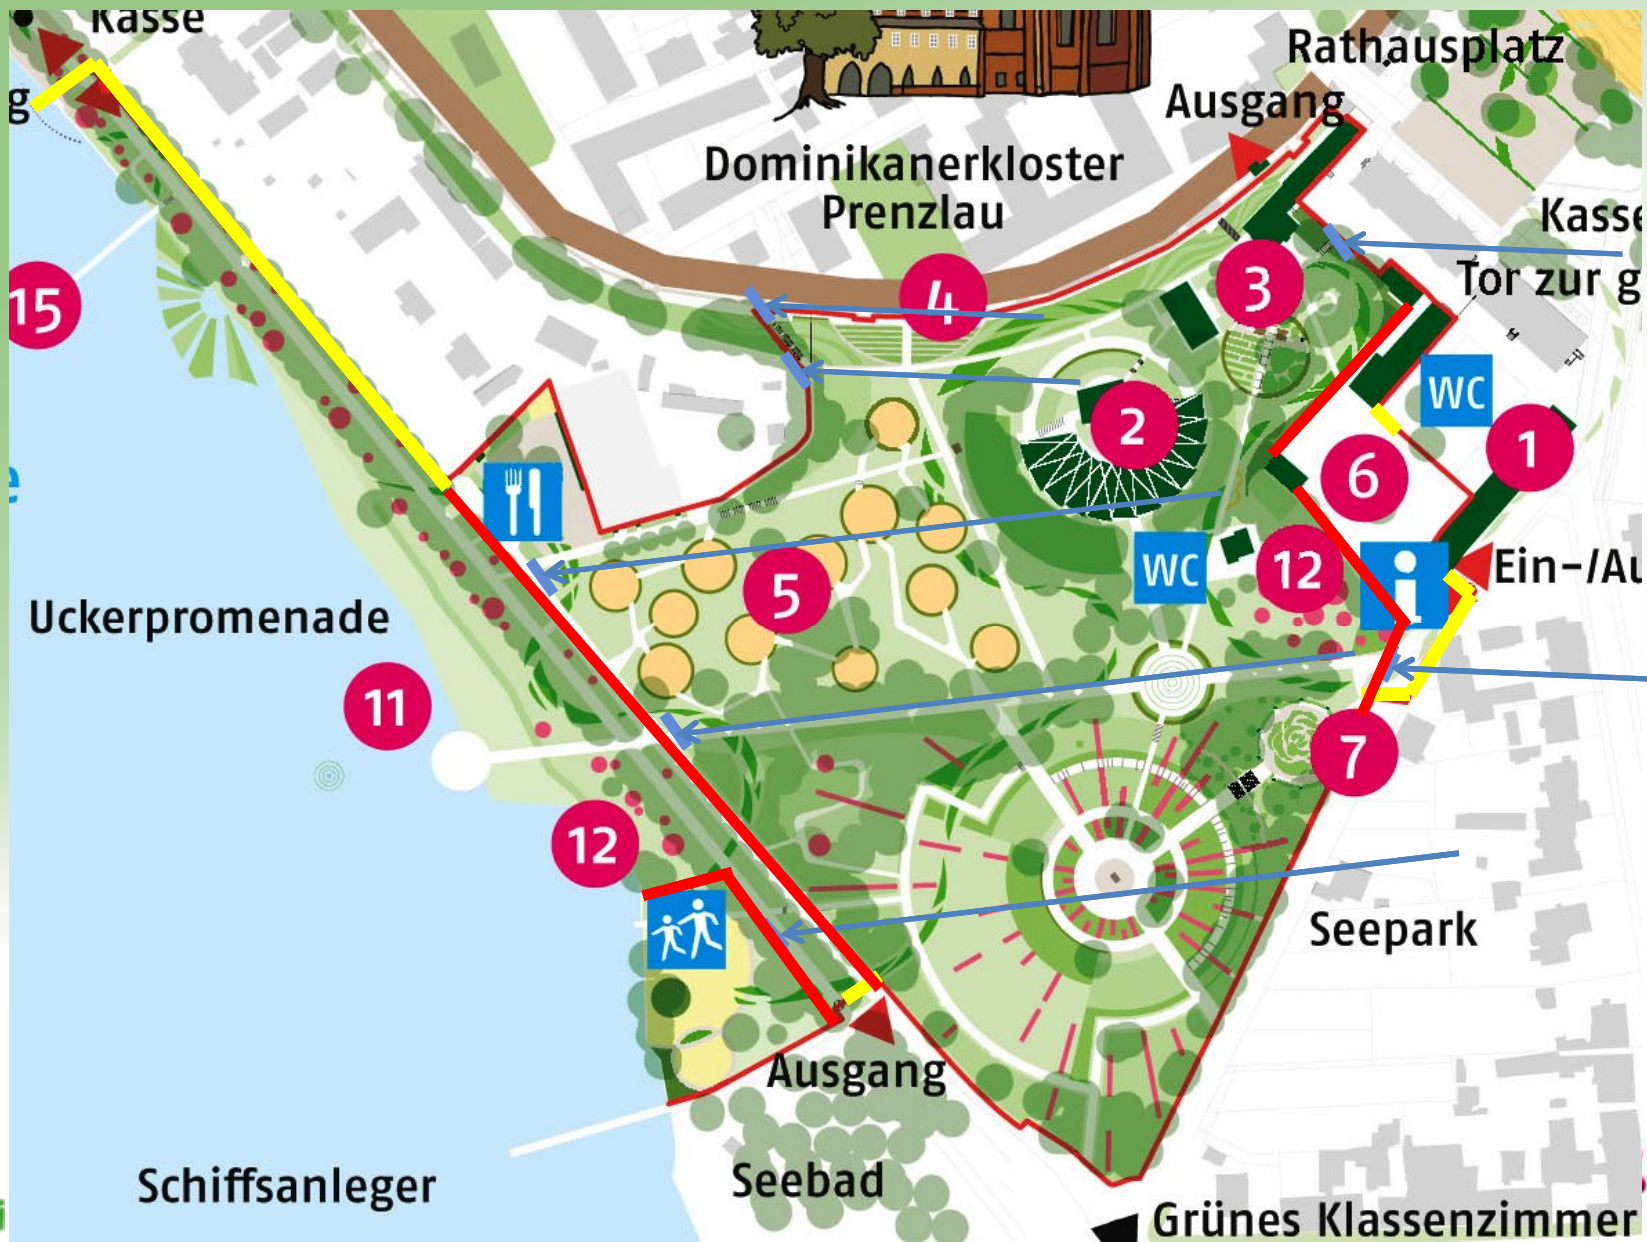 Kasse
g
Rathausplatz
Ausgang
Dominikanerkloster
Prenzlau
Kasse
Tor zur g
15
4
3
2
WC
1
6
e
WC
12
i
Ein-/Au
5
Uckerpromenade
11
7
12
Seepark
Ausgang
Schiffsanleger
Seebad
Grünes Klassenzimmer